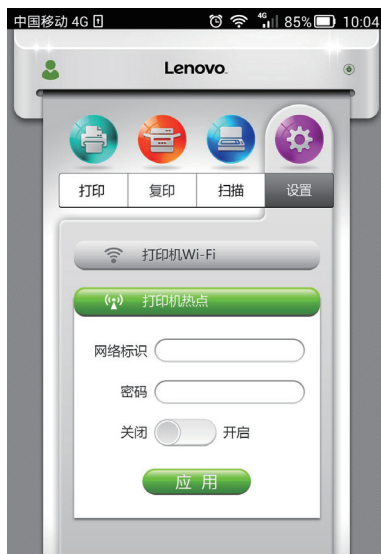 中国移动 4G 4G 85% 10:04
Lenovo.
打印 复印 扫描 设置
打印机Wi-Fi
打印机热点
网络标识
密码
关闭 开启
应 用